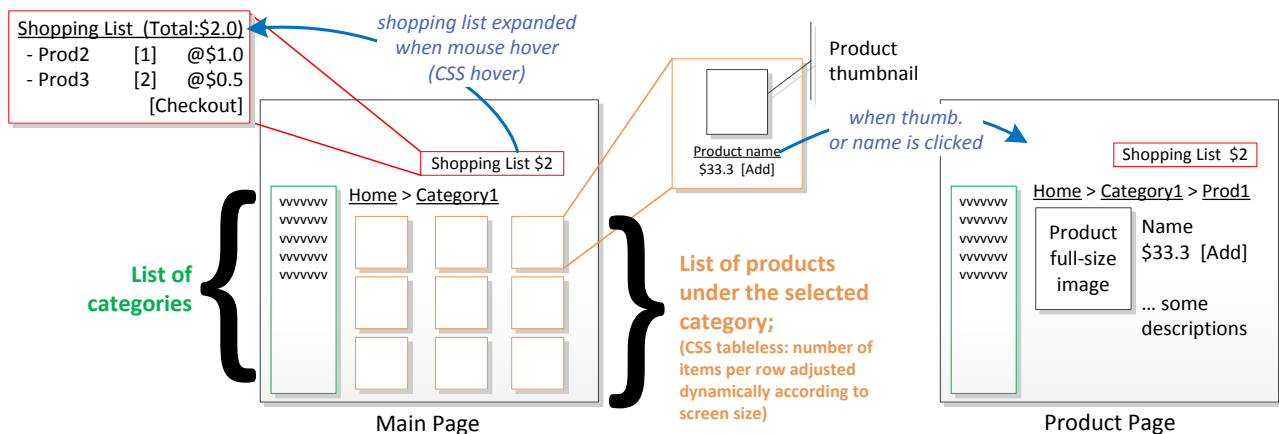 Shopping List (Total:$2.0)
- Prod2 [1] @$1.0
- Prod3 [2] @$0.5
[Checkout]
shopping list expanded
when mouse hover
(CSS hover)
Product
thumbnail
Product name
$33.3 [Add]
when thumb.
or name is clicked
Shopping List $2
Home > Category1
vvvvvvv
vvvvvvv
vvvvvvv
vvvvvvv
vvvvvvv
List of
categories
List of products
under the selected
category;
(CSS tableless: number of
items per row adjusted
dynamically according to
screen size)
Main Page
Shopping List $2
Home > Category1 > Prod1
vvvvvvv
vvvvvvv
vvvvvvv
vvvvvvv
vvvvvvv
Product
full-size
image
Name
$33.3 [Add]
... some
descriptions
Product Page